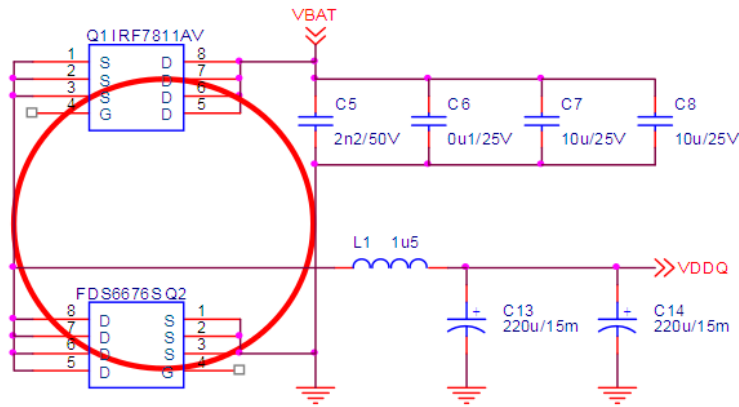 VBAT
Q1 IRF7811AV
1 S D 8
2 S D 7
3 S D 6
4 G D 5
C5
2n2/50V
C6
0u1/25V
C7
10u/25V
C8
10u/25V
L1 1u5
VDDQ
FDS6676S Q2
8 D S 1
7 D S 2
6 D S 3
5 D G 4
+ C13
220u/15m
+ C14
220u/15m